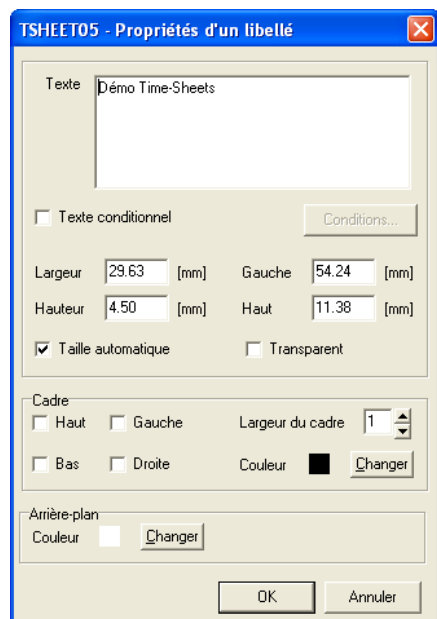 TSHEET05 - Propriétés d'un libellé
Texte Démo Time-Sheets
Texte conditionnel Conditions...
Largeur 29.63 [mm] Gauche 54.24 [mm]
Hauteur 4.50 [mm] Haut 11.38 [mm]
Taille automatique Transparent
Cadre
Haut Gauche Largeur du cadre 1
Bas Droite Couleur Changer
Arrière-plan
Couleur Changer
OK Annuler